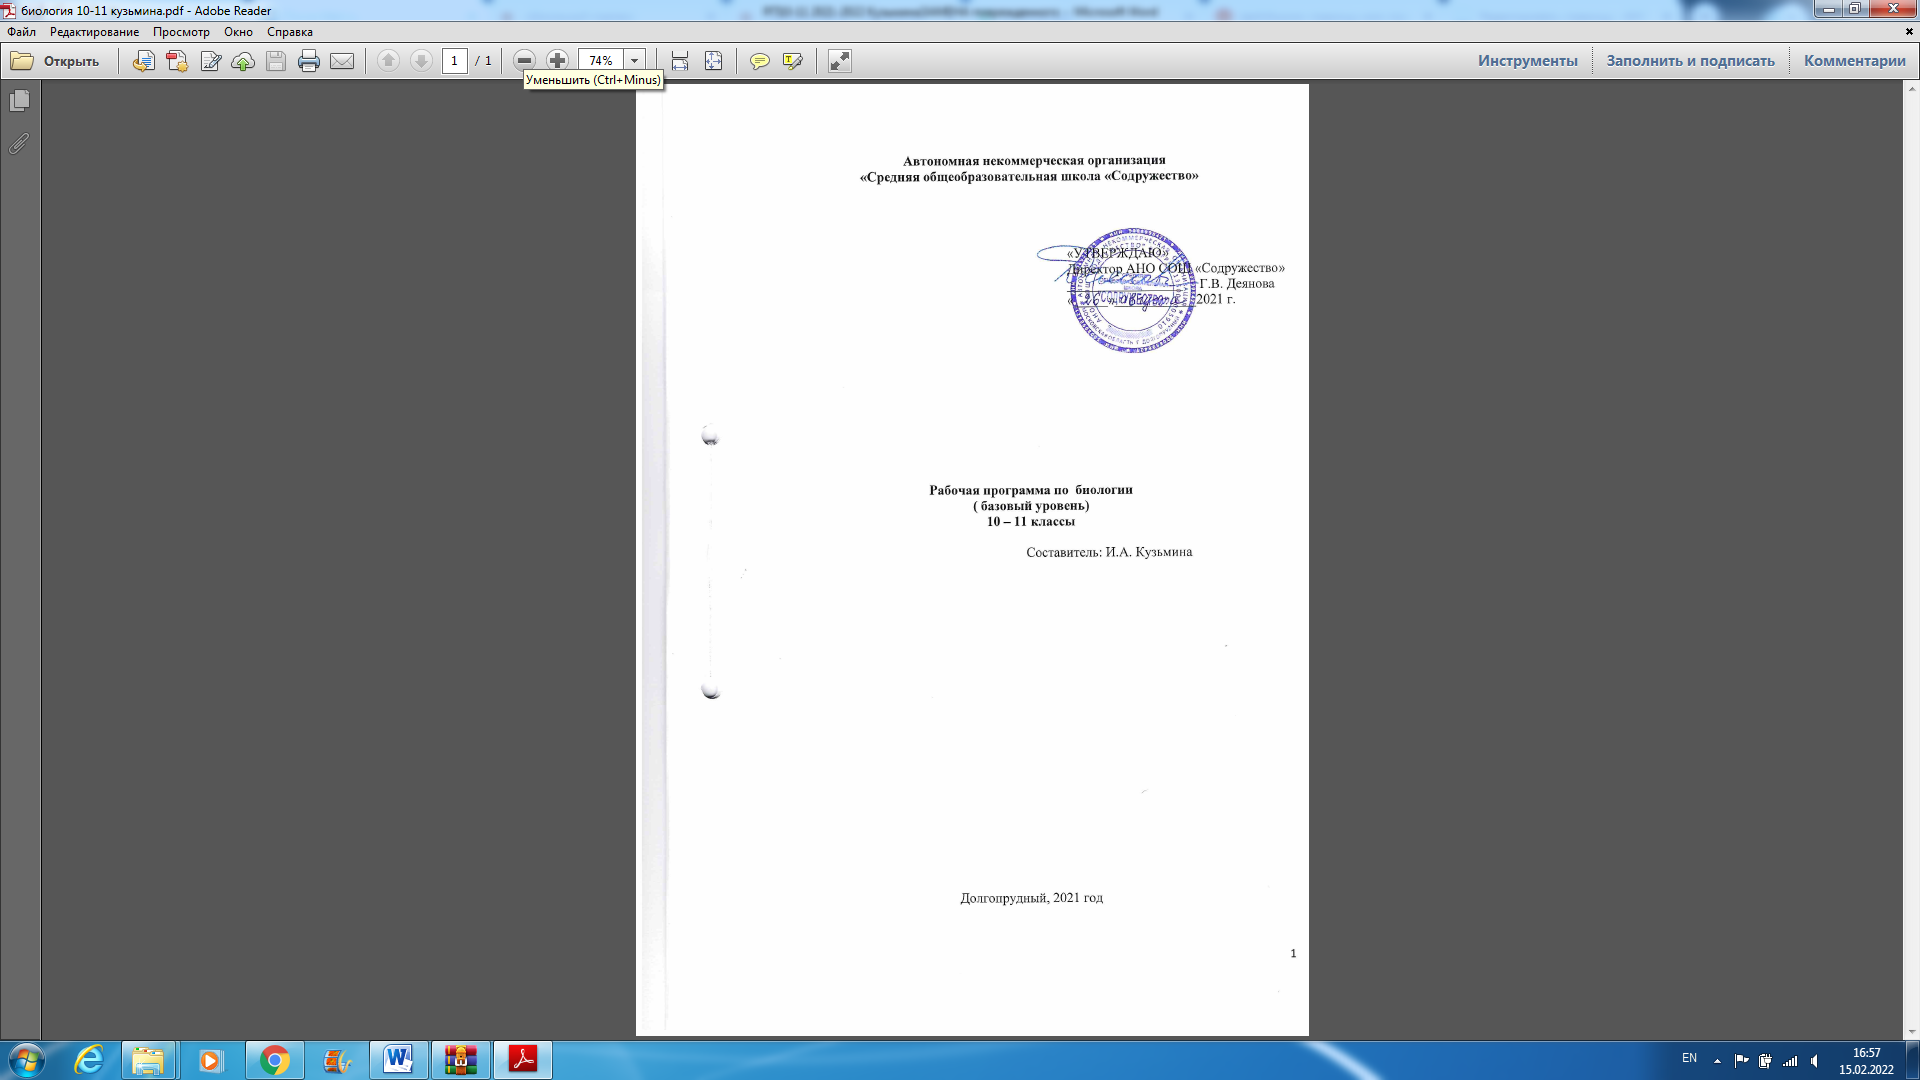 биология 10-11 кузьмина.pdf - Adobe Reader
Файл Редактирование Просмотр Окно Справка
Открыть
1 / 1
74%
Инструменты
Заполнить и подписать
Комментарии
Уменьшить (Ctrl+Minus)
Автономная некоммерческая организация
«Средняя общеобразовательная школа «Содружество»
«УТВЕРЖДАЮ»
Директор АНО СОШ «Содружество»
Г.В. Деянова
« 26 » августа 2021 г.
Рабочая программа по биологии
( базовый уровень)
10 – 11 классы
Составитель: И.А. Кузьмина
Долгопрудный, 2021 год
1
EN
16:57
15.02.2022